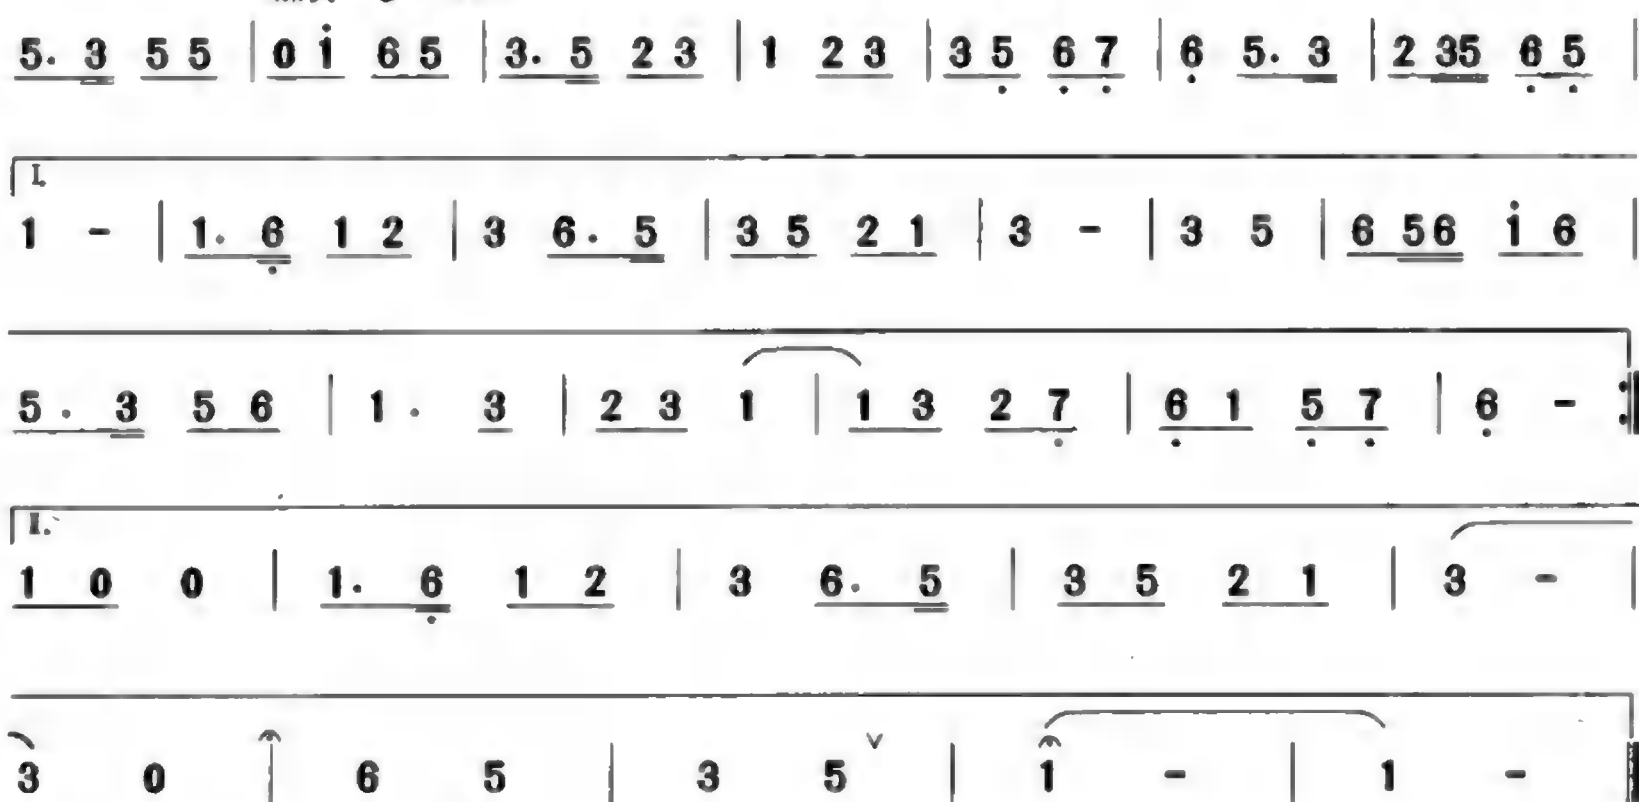 5. 3 5 5 | 0 i̇ 6 5 | 3. 5 2 3 | 1 2 3 | 3 5̣ 6̣ 7̣ | 6̣ 5. 3 | 2 35 6̣ 5̣ |
I.
1 - | 1. 6̣ 1 2 | 3 6. 5 | 3 5 2 1 | 3 - | 3 5 | 6 56 i̇ 6 |
5. 3 5 6 | 1. 3 | 2 3 1 | 1 3 2 7̣ | 6̣ 1 5̣ 7̣ | 6̣ - :|
II.
1 0 0 | 1. 6̣ 1 2 | 3 6. 5 | 3 5 2 1 | 3 - |
3 0 | 6 5 | 3 5 ∨ | 1 - | 1 - ‖